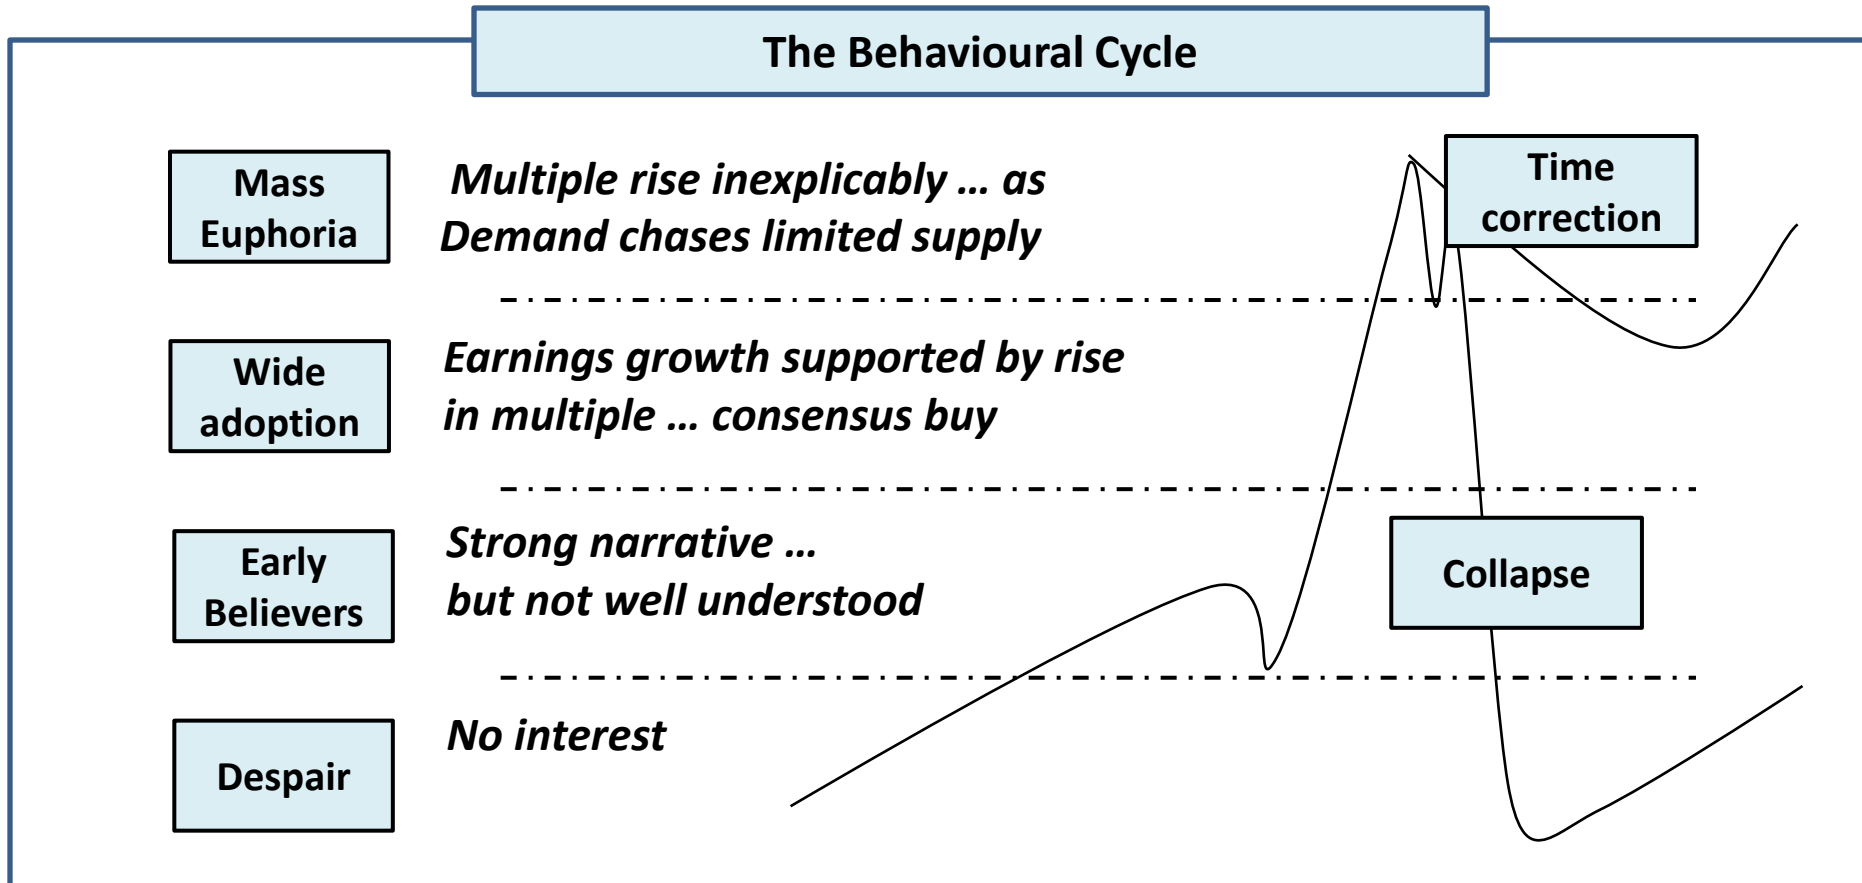 The Behavioural Cycle
Mass
Euphoria
Multiple rise inexplicably … as
Demand chases limited supply
Time
correction
Wide
adoption
Earnings growth supported by rise
in multiple … consensus buy
Early
Believers
Strong narrative …
but not well understood
Collapse
Despair
No interest